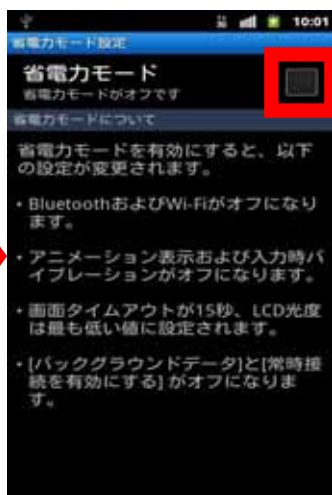 10:01
省電力モード設定
省電力モード
省電力モードがオフです
省電力モードについて
省電力モードを有効にすると、以下
の設定が変更されます。
・BluetoothおよびWi-Fiがオフになり
ます。
・アニメーション表示および入力時バ
イブレーションがオフになります。
・画面タイムアウトが15秒、LCD光度
は最も低い値に設定されます。
・[バックグラウンドデータ]と[常時接
続を有効にする] がオフになりま
す。